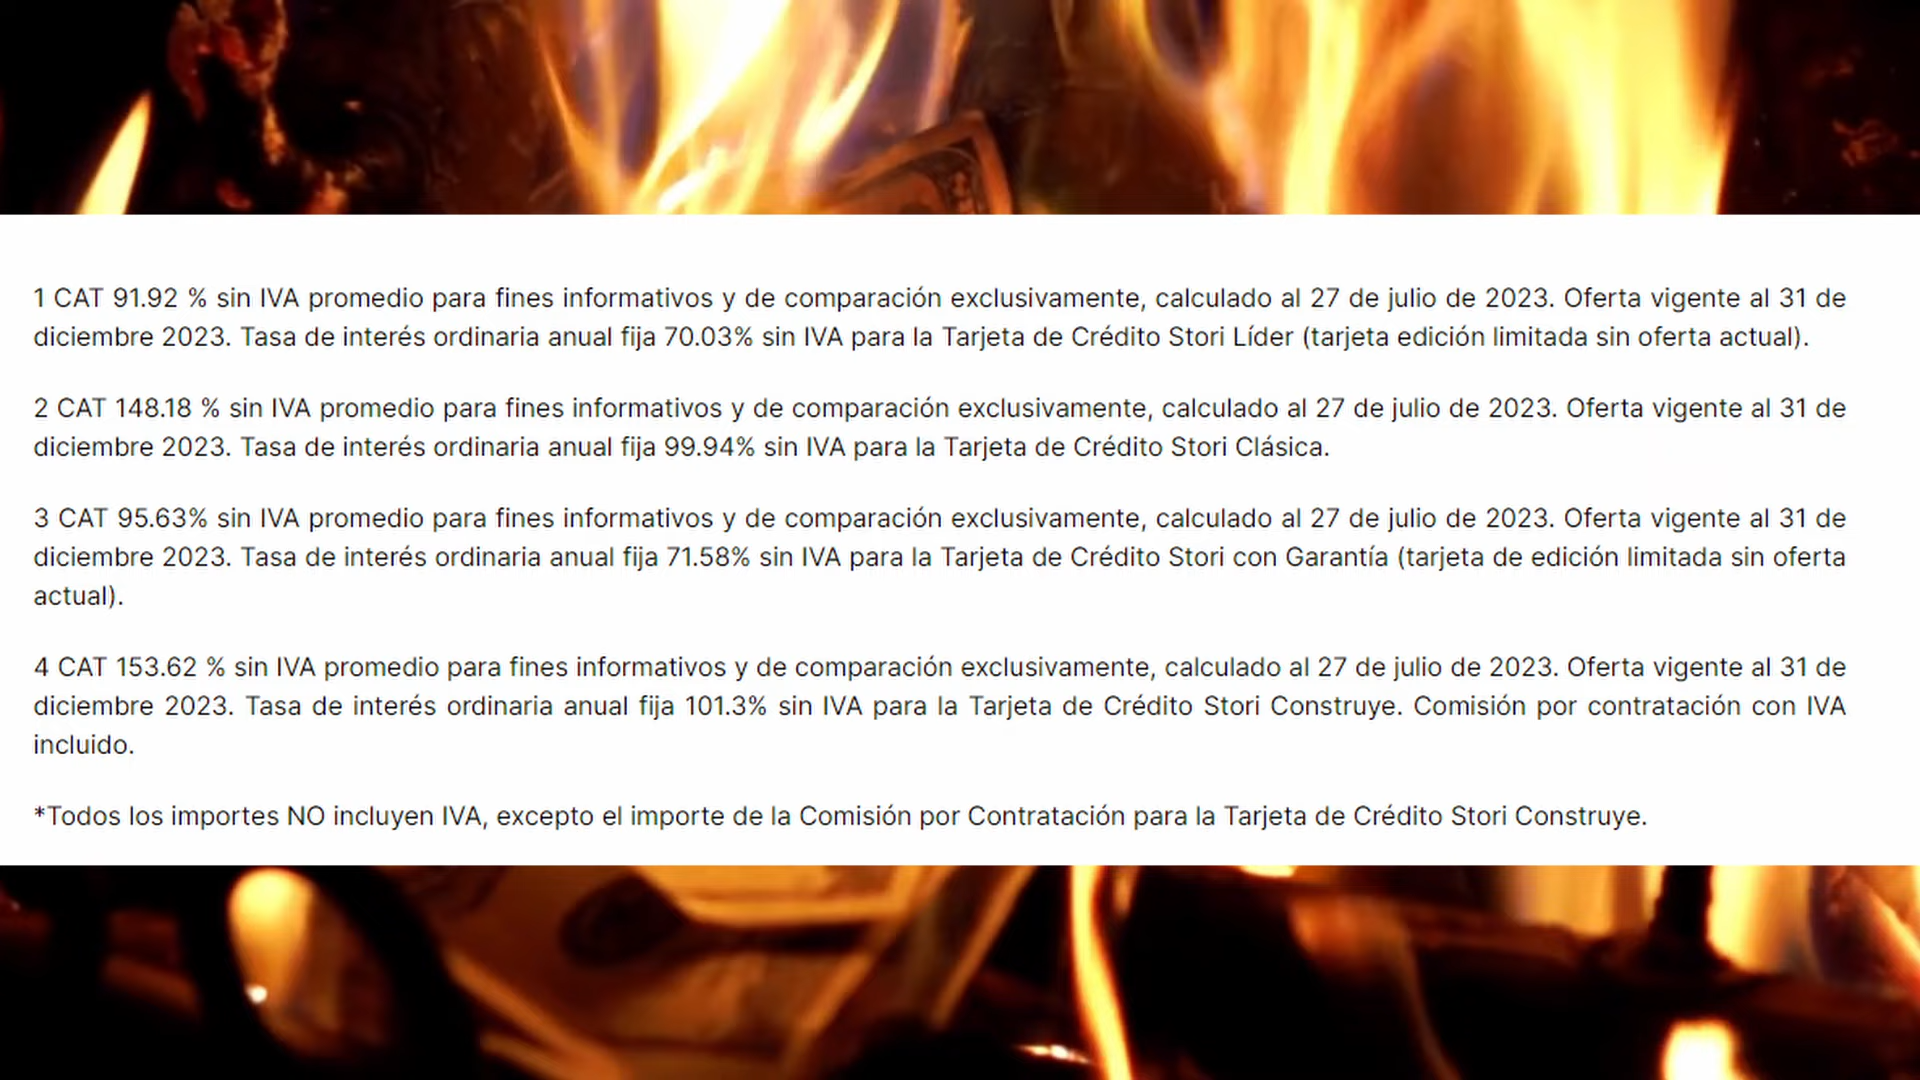 1 CAT 91.92 % sin IVA promedio para fines informativos y de comparación exclusivamente, calculado al 27 de julio de 2023. Oferta vigente al 31 de
diciembre 2023. Tasa de interés ordinaria anual fija 70.03% sin IVA para la Tarjeta de Crédito Stori Líder (tarjeta edición limitada sin oferta actual).
2 CAT 148.18 % sin IVA promedio para fines informativos y de comparación exclusivamente, calculado al 27 de julio de 2023. Oferta vigente al 31 de
diciembre 2023. Tasa de interés ordinaria anual fija 99.94% sin IVA para la Tarjeta de Crédito Stori Clásica.
3 CAT 95.63% sin IVA promedio para fines informativos y de comparación exclusivamente, calculado al 27 de julio de 2023. Oferta vigente al 31 de
diciembre 2023. Tasa de interés ordinaria anual fija 71.58% sin IVA para la Tarjeta de Crédito Stori con Garantía (tarjeta de edición limitada sin oferta
actual).
4 CAT 153.62 % sin IVA promedio para fines informativos y de comparación exclusivamente, calculado al 27 de julio de 2023. Oferta vigente al 31 de
diciembre 2023. Tasa de interés ordinaria anual fija 101.3% sin IVA para la Tarjeta de Crédito Stori Construye. Comisión por contratación con IVA
incluido.
*Todos los importes NO incluyen IVA, excepto el importe de la Comisión por Contratación para la Tarjeta de Crédito Stori Construye.